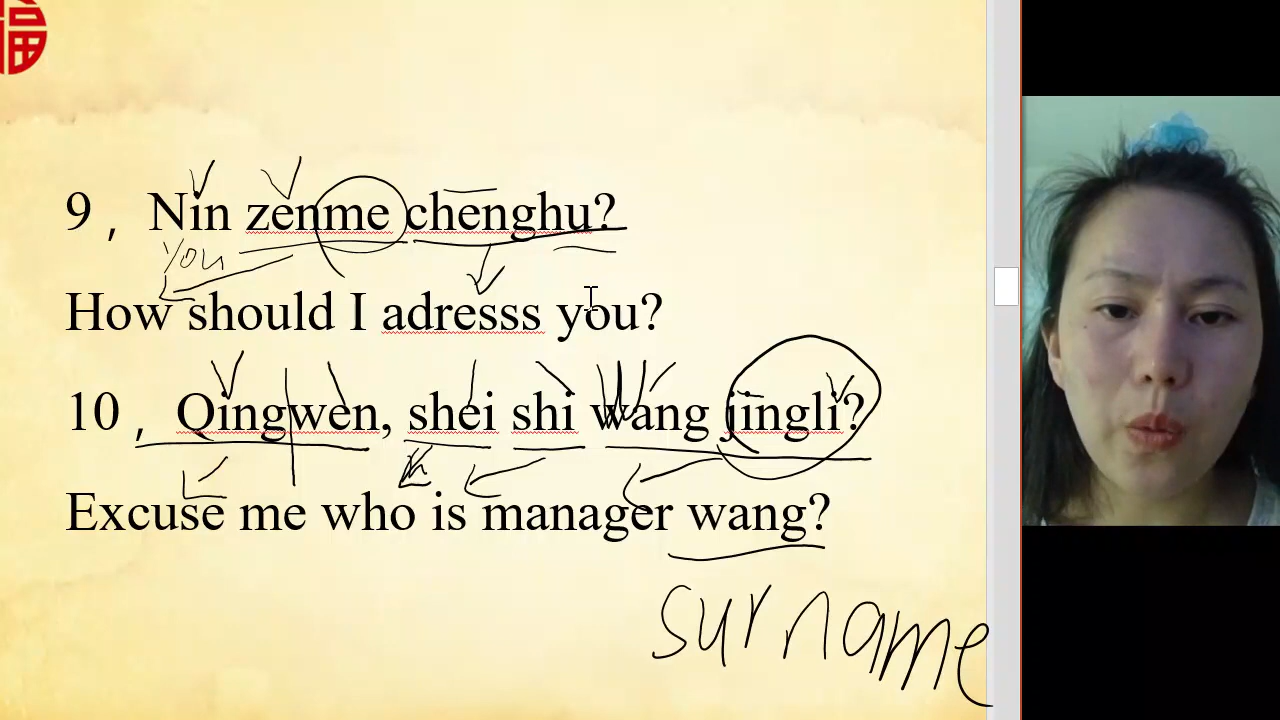 福
9， Nin zenme chenghu?
you
How should I adresss you?
10， Qingwen, shei shi wang jingli?
Excuse me who is manager wang?
surname